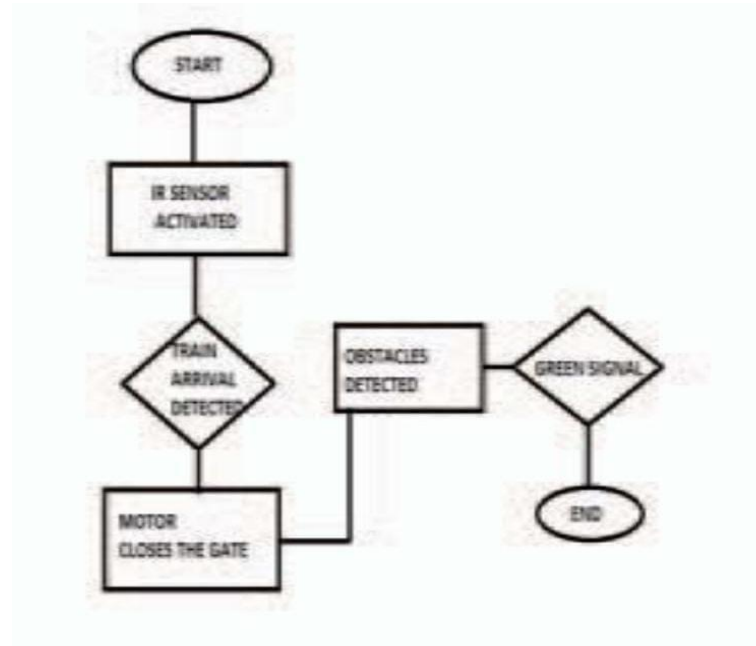 START
IR SENSOR
ACTIVATED
TRAIN
ARRIVAL
DETECTED
MOTOR
CLOSES THE GATE
OBSTACLES
DETECTED
GREEN SIGNAL
END